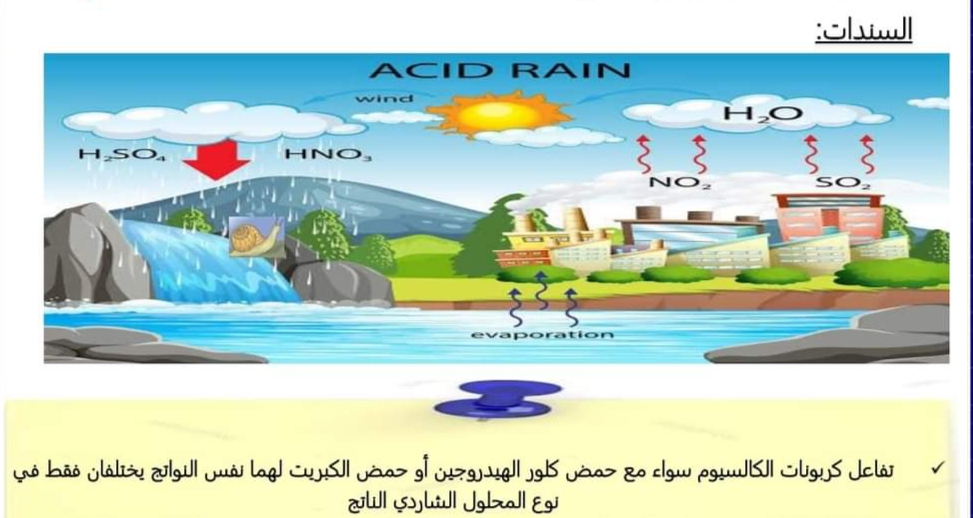 السندات:
ACID RAIN
wind
H₂O
H₂SO₄ HNO₃
NO₂ SO₂
evaporation
✓ تفاعل كربونات الكالسيوم سواء مع حمض كلور الهيدروجين أو حمض الكبريت لهما نفس النواتج يختلفان فقط في
نوع المحلول الشاردي الناتج